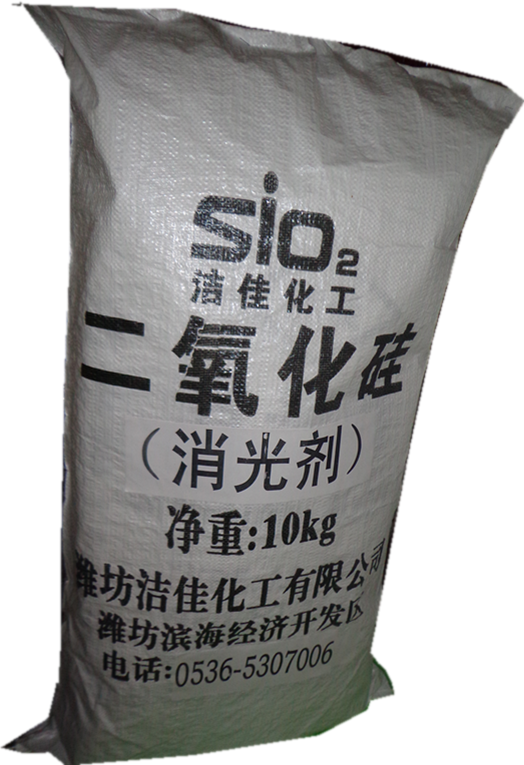 SiO₂
洁佳化工
二氧化硅
（消光剂）
净重:10kg
潍坊洁佳化工有限公司
潍坊滨海经济开发区
电话:0536-5307006